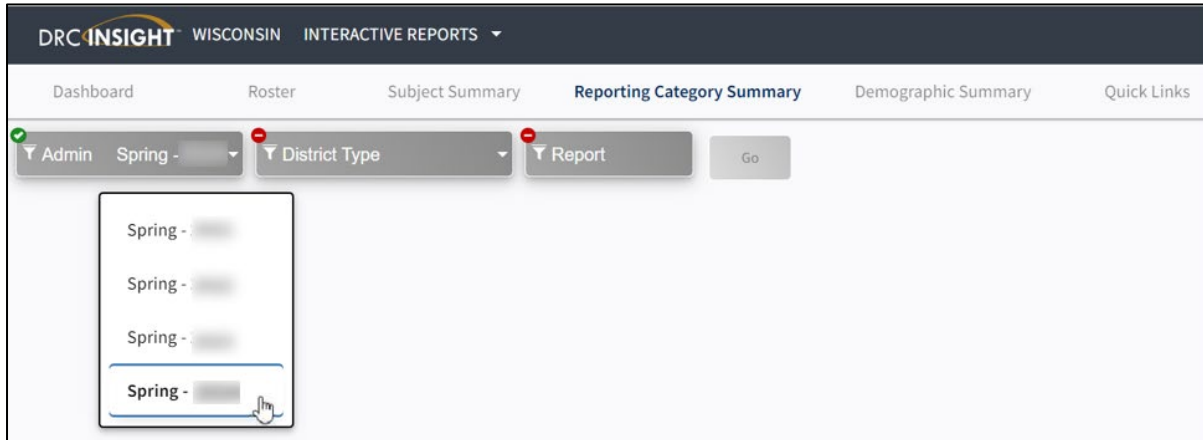 DRC INSIGHT WISCONSIN INTERACTIVE REPORTS
Dashboard Roster Subject Summary Reporting Category Summary Demographic Summary Quick Links
Admin Spring - District Type Report Go
Spring -
Spring -
Spring -
Spring -